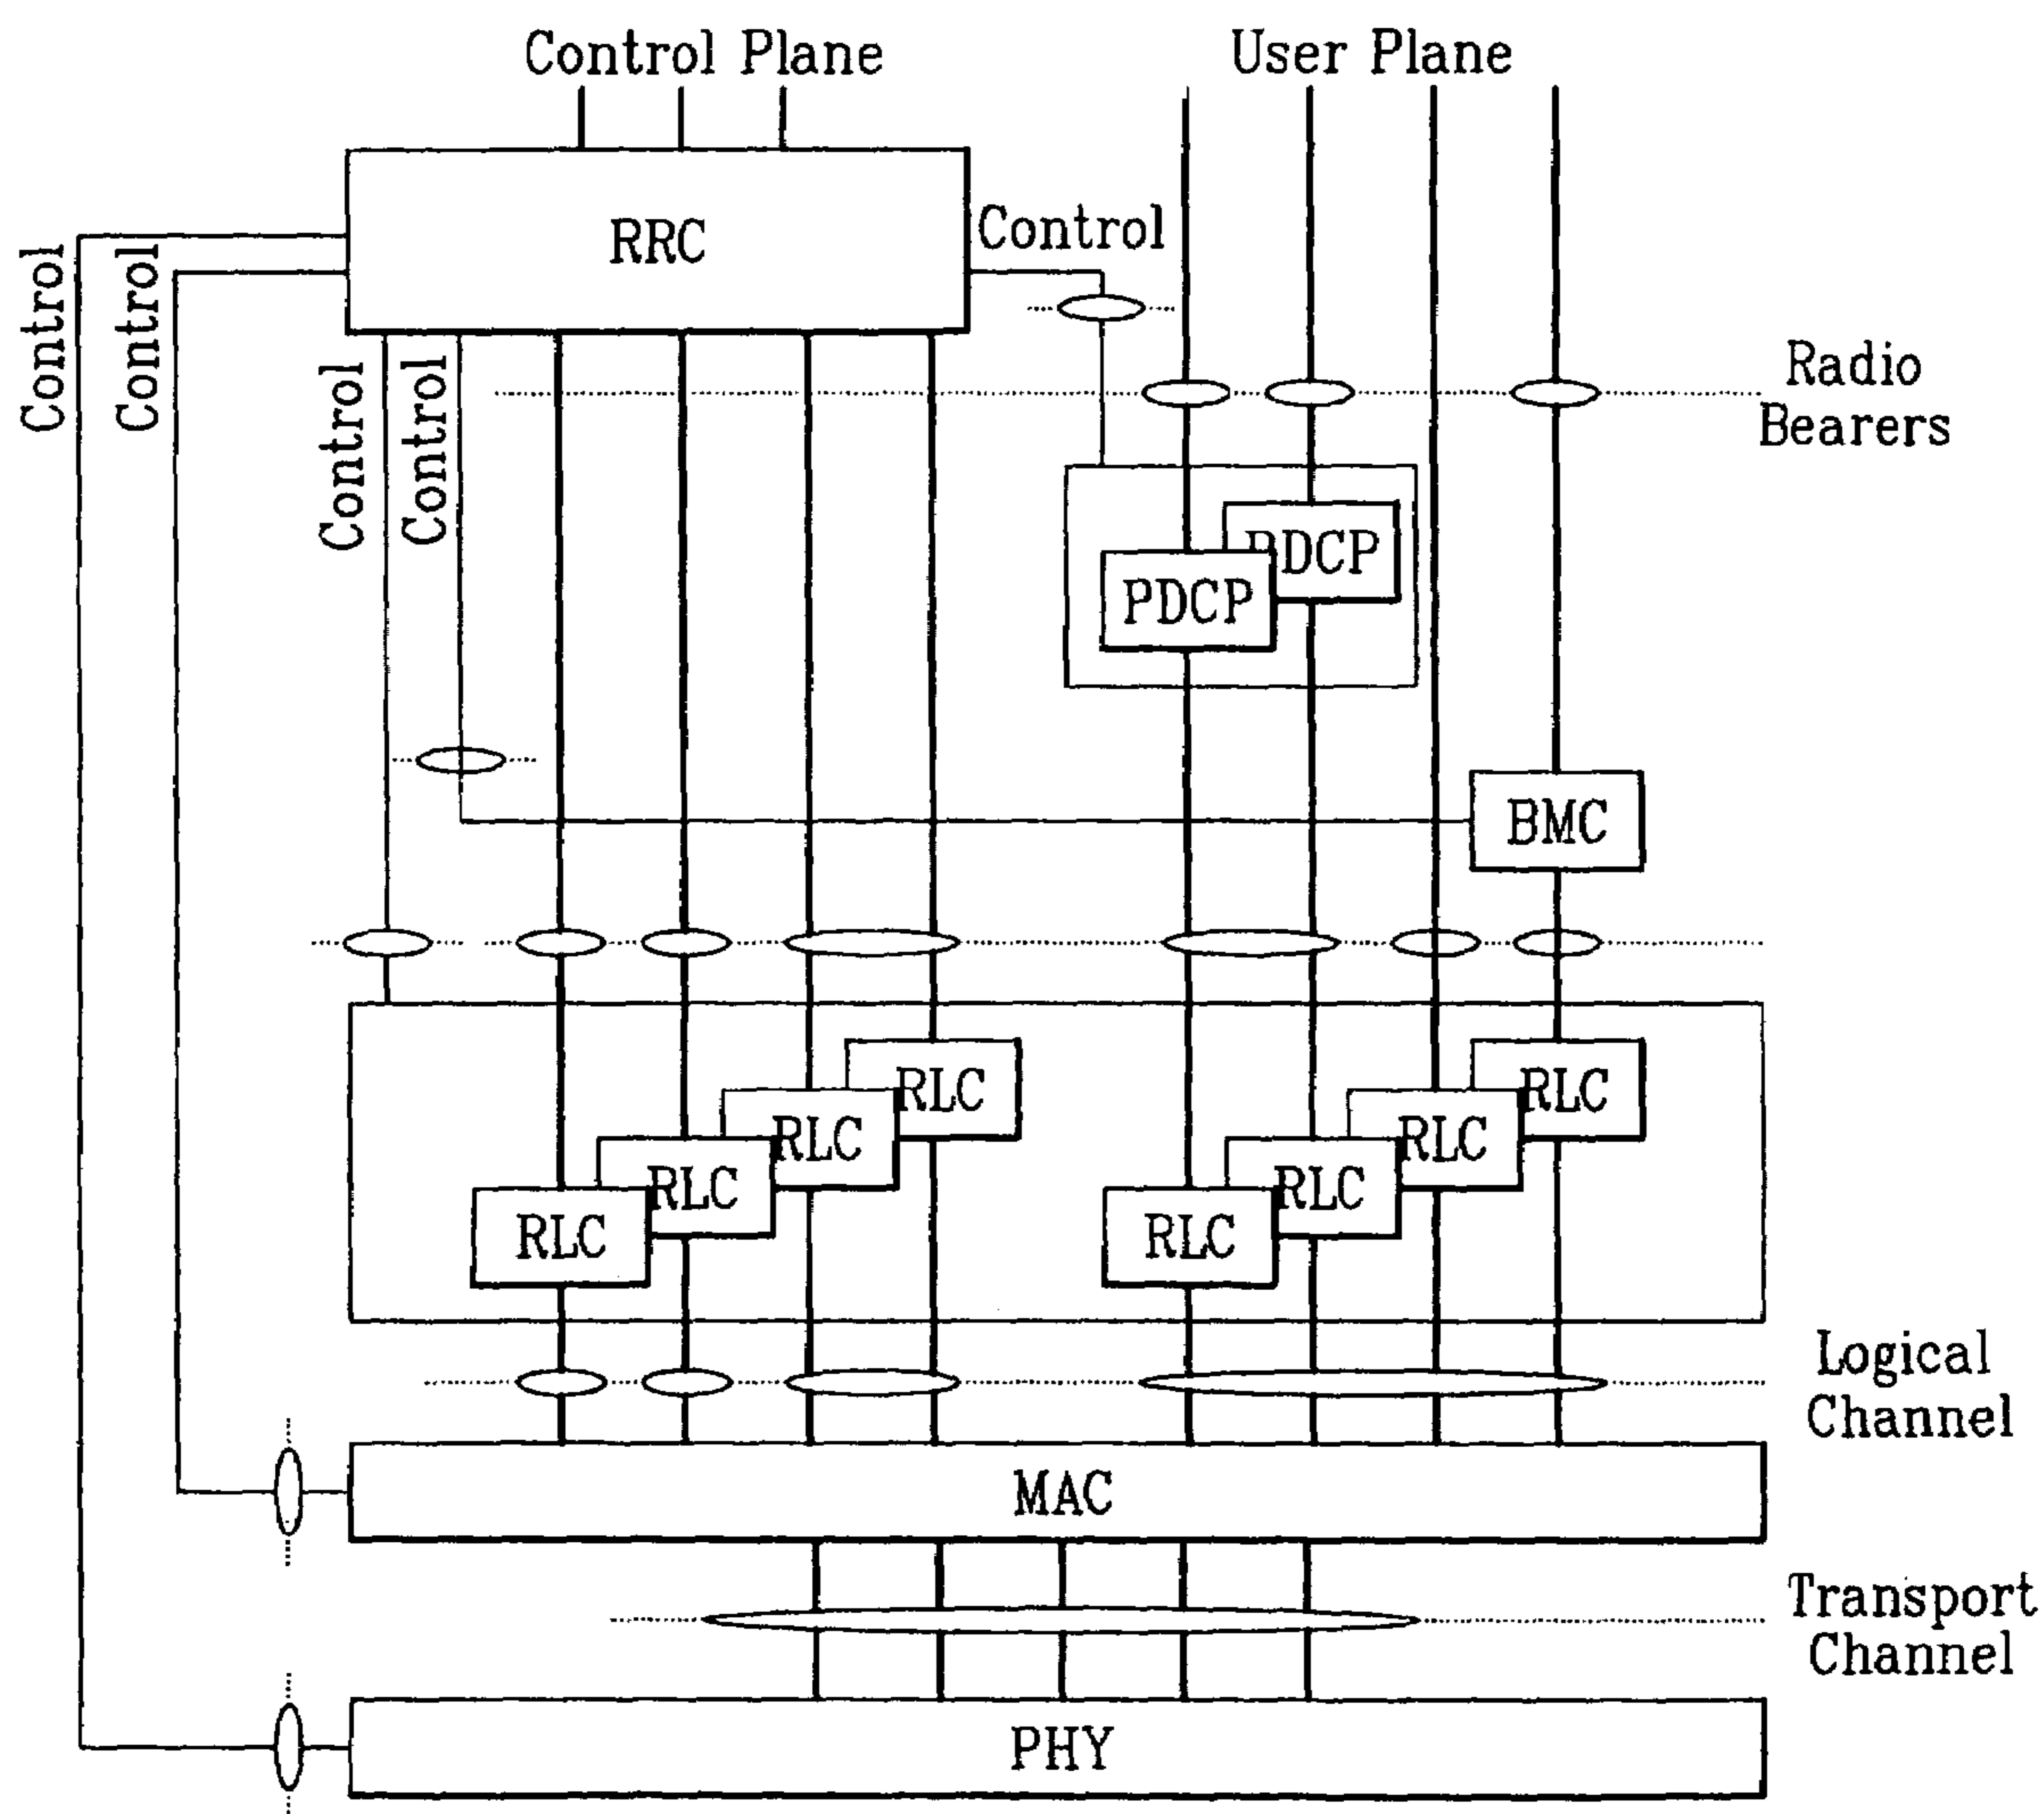 Control Plane
User Plane
RRC
Control
Control
Control
Control
Control
Radio
Bearers
PDCP
PDCP
BMC
RLC
RLC
RLC
RLC
RLC
RLC
RLC
RLC
Logical
Channel
MAC
Transport
Channel
PHY